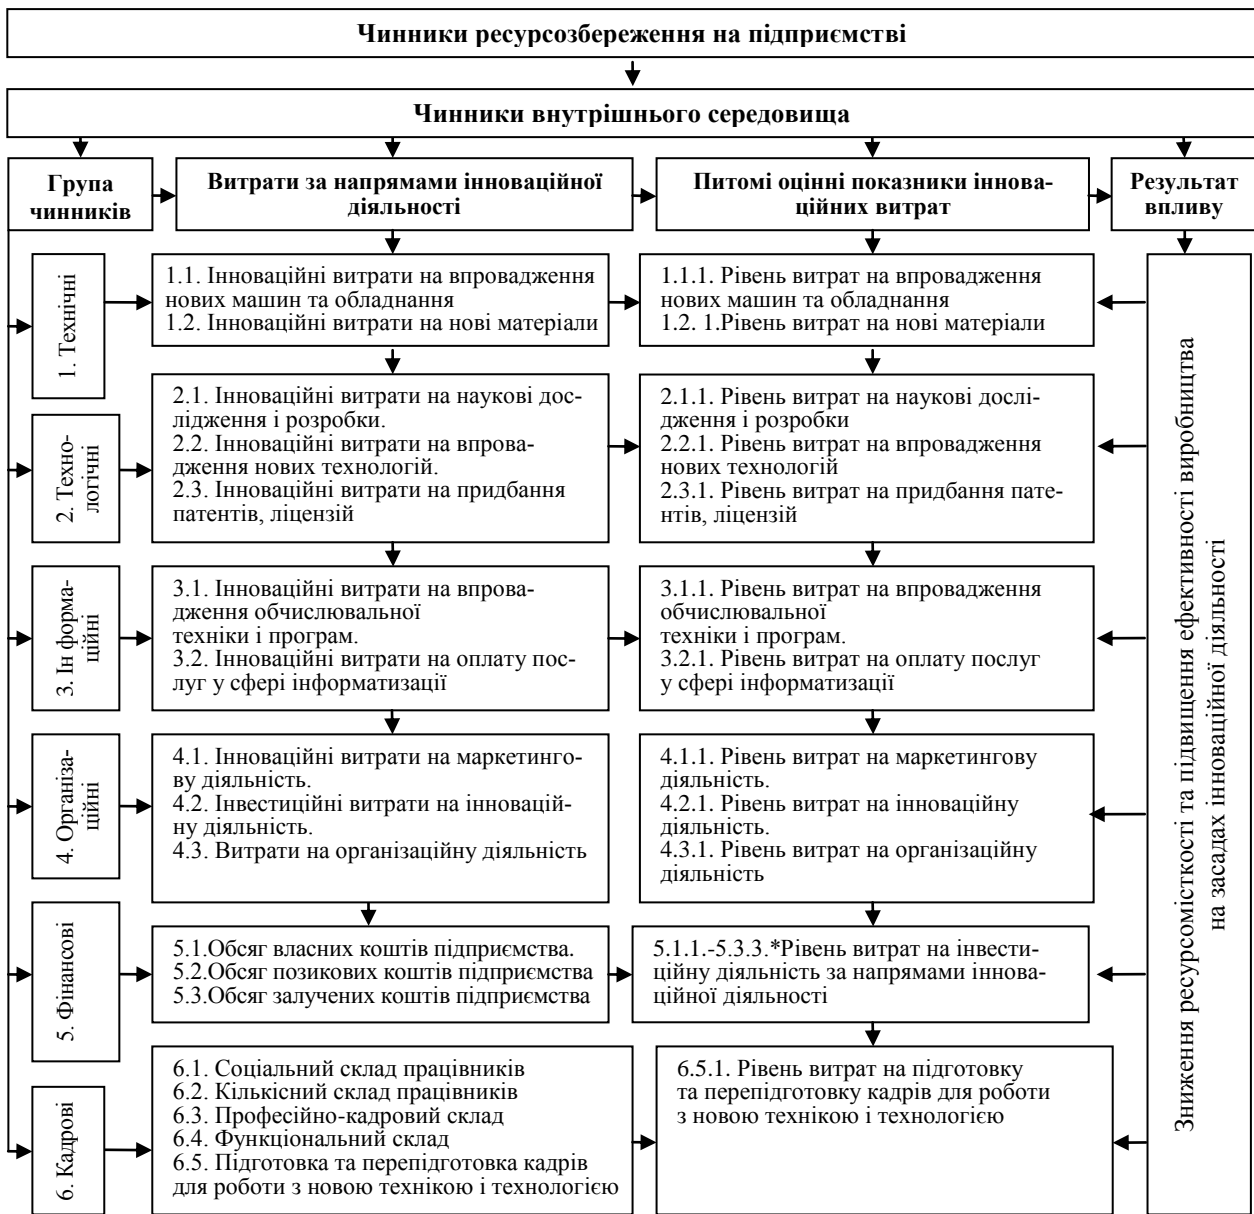 Чинники ресурсозбереження на підприємстві
Чинники внутрішнього середовища
Група
чинників
Витрати за напрямами інноваційної
діяльності
Питомі оцінні показники іннова-
ційних витрат
Результат
впливу
1. Технічні
1.1. Інноваційні витрати на впровадження
нових машин та обладнання
1.2. Інноваційні витрати на нові матеріали
1.1.1. Рівень витрат на впровадження
нових машин та обладнання
1.2. 1.Рівень витрат на нові матеріали
2. Техно-
логічні
2.1. Інноваційні витрати на наукові дос-
лідження і розробки.
2.2. Інноваційні витрати на впрова-
дження нових технологій.
2.3. Інноваційні витрати на придбання
патентів, ліцензій
2.1.1. Рівень витрат на наукові дослі-
дження і розробки
2.2.1. Рівень витрат на впровадження
нових технологій
2.3.1. Рівень витрат на придбання пате-
нтів, ліцензій
3. Ін форма-
ційні
3.1. Інноваційні витрати на впрова-
дження обчислювальної
техніки і програм.
3.2. Інноваційні витрати на оплату пос-
луг у сфері інформатизації
3.1.1. Рівень витрат на впровадження
обчислювальної
техніки і програм.
3.2.1. Рівень витрат на оплату послуг
у сфері інформатизації
4. Організа-
ційні
4.1. Інноваційні витрати на маркетинго-
ву діяльність.
4.2. Інвестиційні витрати на інновацій-
ну діяльність.
4.3. Витрати на організаційну діяльність
4.1.1. Рівень витрат на маркетингову
діяльність.
4.2.1. Рівень витрат на інноваційну
діяльність.
4.3.1. Рівень витрат на організаційну
діяльність
5. Фінансові
5.1.Обсяг власних коштів підприємства.
5.2.Обсяг позикових коштів підприємства
5.3.Обсяг залучених коштів підприємства
5.1.1.-5.3.3.*Рівень витрат на інвести-
ційну діяльність за напрямами іннова-
ційної діяльності
6. Кадрові
6.1. Соціальний склад працівників
6.2. Кількісний склад працівників
6.3. Професійно-кадровий склад
6.4. Функціональний склад
6.5. Підготовка та перепідготовка кадрів
для роботи з новою технікою і технологією
6.5.1. Рівень витрат на підготовку
та перепідготовку кадрів для роботи
з новою технікою і технологією
Зниження ресурсомісткості та підвищення ефективності виробництва
на засадах інноваційної діяльності